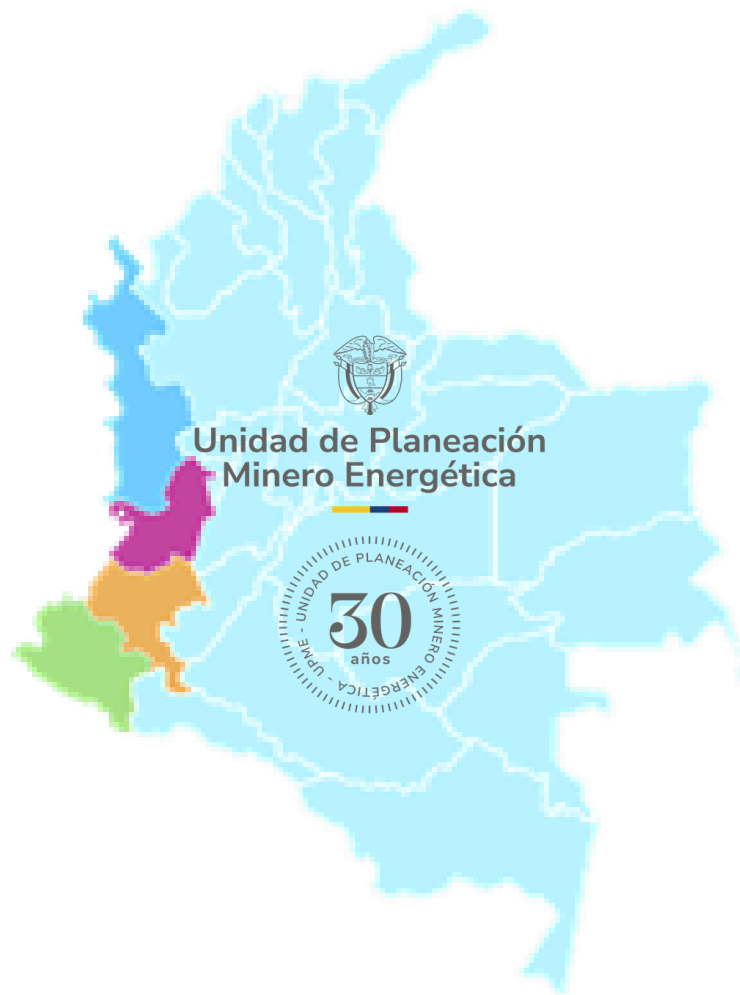 Unidad de Planeación
Minero Energética
UNIDAD DE PLANEACIÓN MINERO ENERGÉTICA - UPME -
30
años